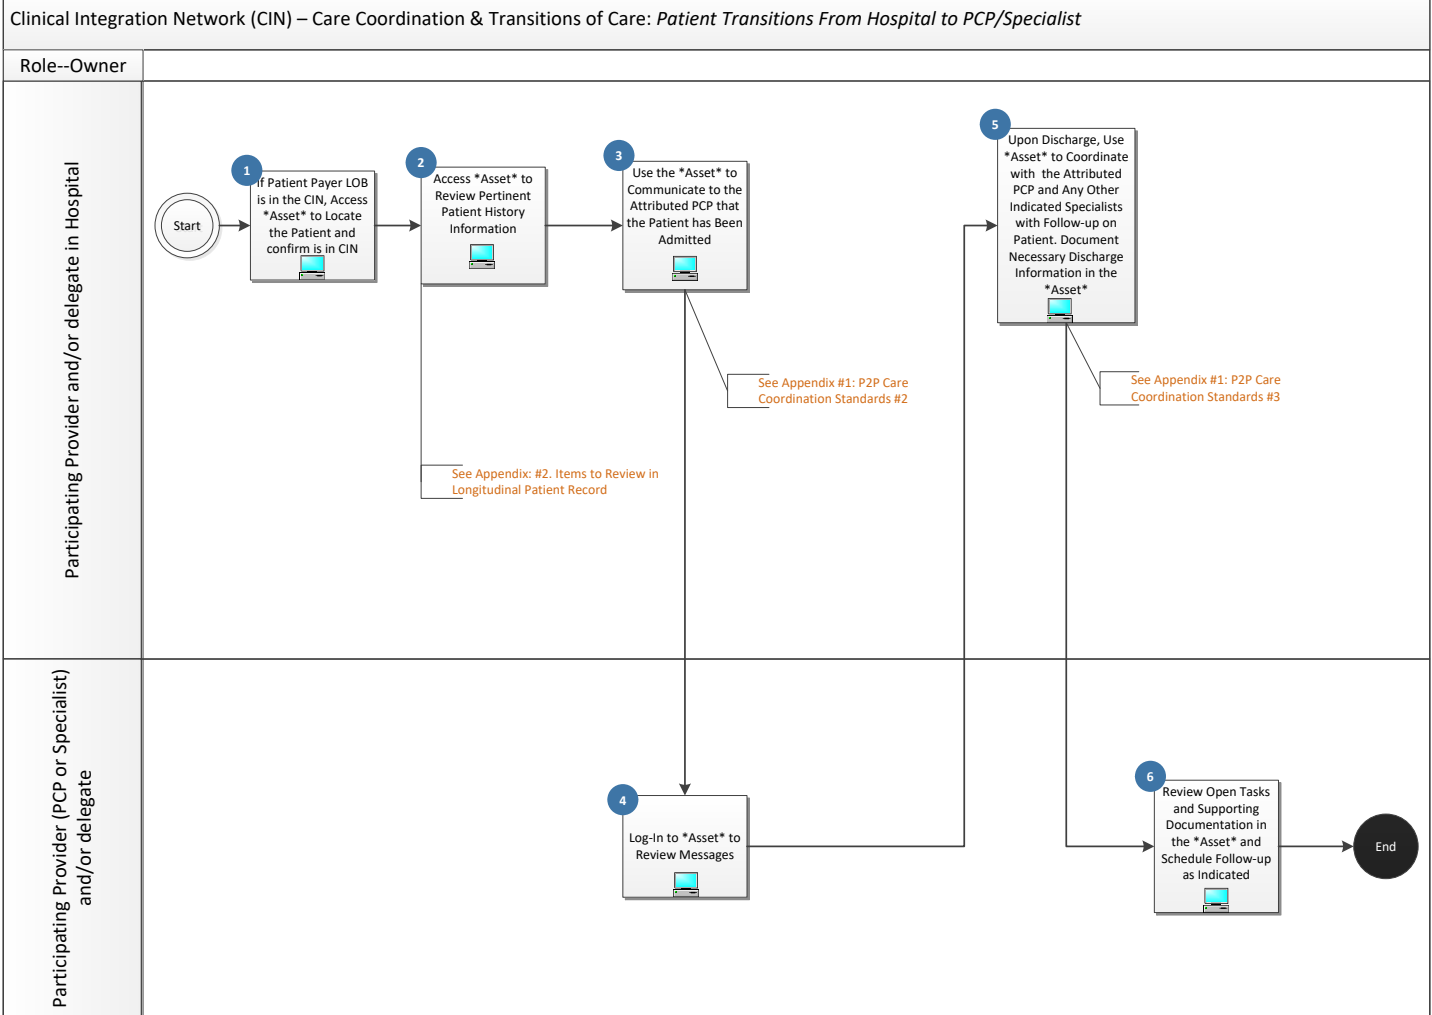 Clinical Integration Network (CIN) – Care Coordination & Transitions of Care: Patient Transitions From Hospital to PCP/Specialist
Role--Owner
Participating Provider and/or delegate in Hospital
Start
1
If Patient Payer LOB
is in the CIN, Access
*Asset* to Locate
the Patient and
confirm is in CIN
2
Access *Asset* to
Review Pertinent
Patient History
Information
See Appendix: #2. Items to Review in
Longitudinal Patient Record
3
Use the *Asset* to
Communicate to the
Attributed PCP that
the Patient has Been
Admitted
See Appendix #1: P2P Care
Coordination Standards #2
5
Upon Discharge, Use
*Asset* to Coordinate
with the Attributed
PCP and Any Other
Indicated Specialists
with Follow-up on
Patient. Document
Necessary Discharge
Information in the
*Asset*
See Appendix #1: P2P Care
Coordination Standards #3
Participating Provider (PCP or Specialist)
and/or delegate
4
Log-In to *Asset* to
Review Messages
6
Review Open Tasks
and Supporting
Documentation in
the *Asset* and
Schedule Follow-up
as Indicated
End